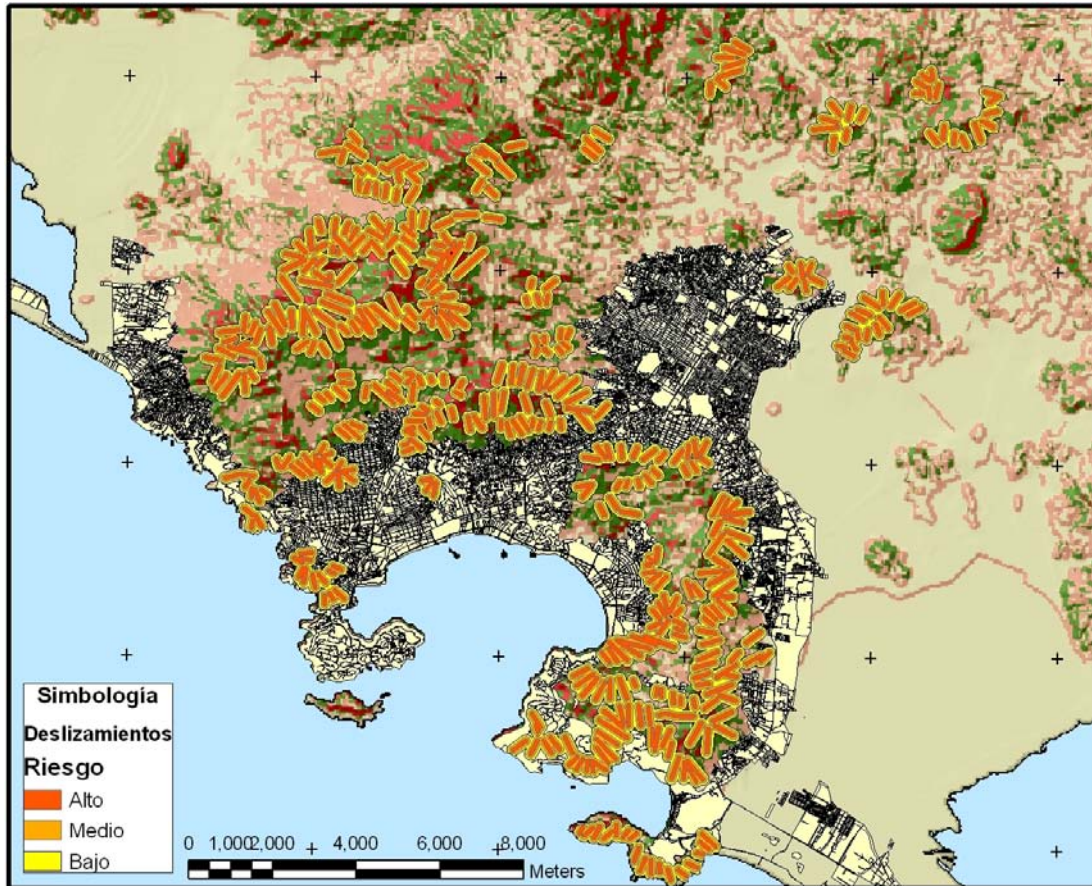 Simbología
Deslizamientos
Riesgo
Alto
Medio
Bajo
0 1,000 2,000 4,000 6,000 8,000
Meters